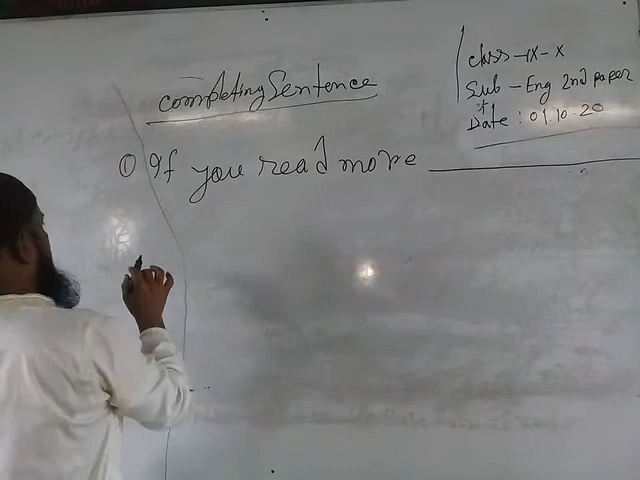 Class-IX-X
Sub - Eng 2nd paper
Date : 01.10.20
Completing Sentence
① If you read more